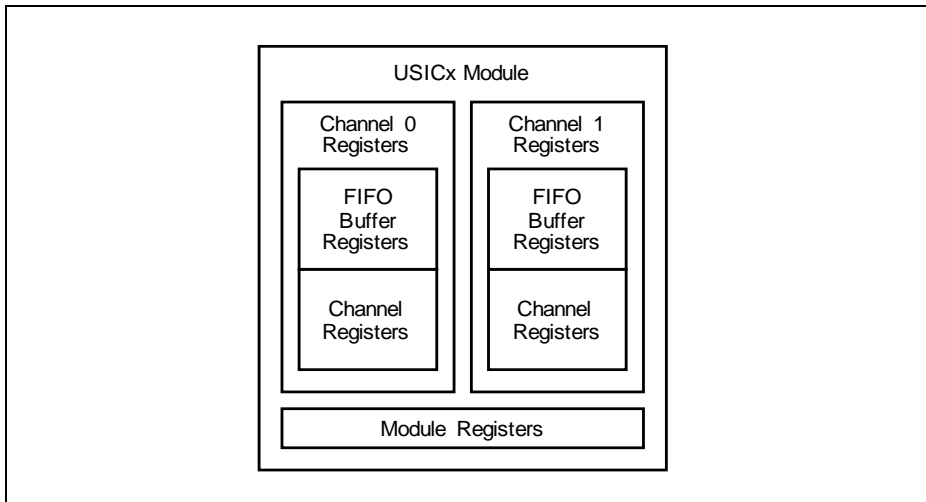 USICx Module
Channel 0
Registers
FIFO
Buffer
Registers
Channel
Registers
Channel 1
Registers
FIFO
Buffer
Registers
Channel
Registers
Module Registers